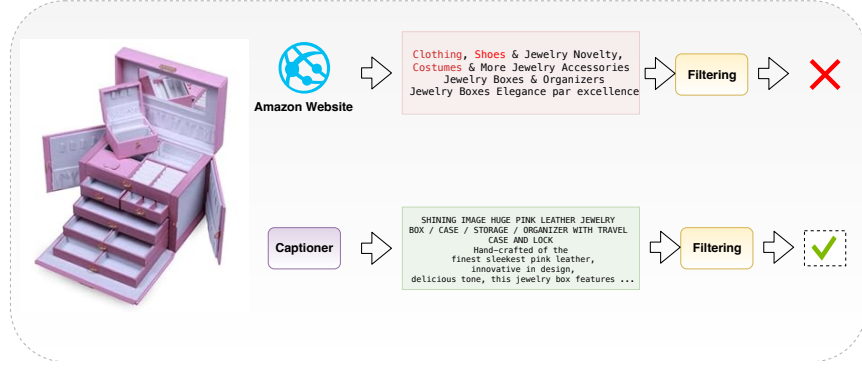 Amazon Website
Clothing, Shoes & Jewelry Novelty,
Costumes & More Jewelry Accessories
Jewelry Boxes & Organizers
Jewelry Boxes Elegance par excellence
Filtering
Captioner
SHINING IMAGE HUGE PINK LEATHER JEWELRY
BOX / CASE / STORAGE / ORGANIZER WITH TRAVEL
CASE AND LOCK
Hand-crafted of the
finest sleekest pink leather,
innovative in design,
delicious tone, this jewelry box features ...
Filtering